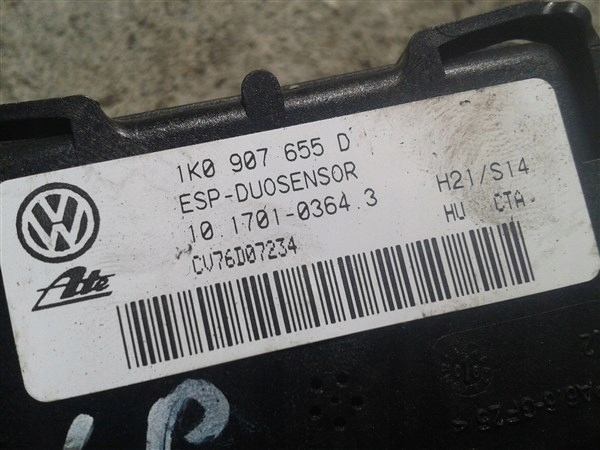 1K0 907 655 D
ESP-DUOSENSOR H21/S14
10.1701-0364.3 HU CTA
CV76D07234
Ate